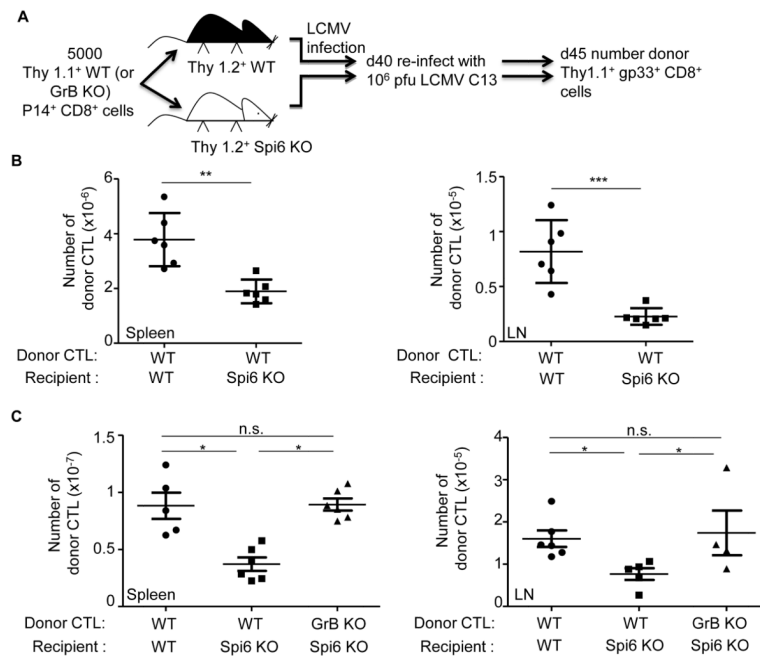 A
5000
Thy 1.1+ WT (or
GrB KO)
P14+ CD8+ cells
Thy 1.2+ WT
Thy 1.2+ Spi6 KO
LCMV
infection
d40 re-infect with
10⁶ pfu LCMV C13
d45 number donor
Thy1.1+ gp33+ CD8+
cells
B
Number of
donor CTL (x10⁻⁶)
6
4
2
0
**
Spleen
Donor CTL: WT WT
Recipient : WT Spi6 KO
Number of
donor CTL (x10⁻⁵)
1.5
1
0.5
0
***
LN
Donor CTL: WT WT
Recipient : WT Spi6 KO
C
Number of
donor CTL (x10⁻⁷)
1.5
1
0.5
0
n.s.
* *
Spleen
Donor CTL: WT WT GrB KO
Recipient : WT Spi6 KO Spi6 KO
Number of
donor CTL (x10⁻⁵)
4
3
2
1
0
n.s.
* *
LN
Donor CTL: WT WT GrB KO
Recipient : WT Spi6 KO Spi6 KO